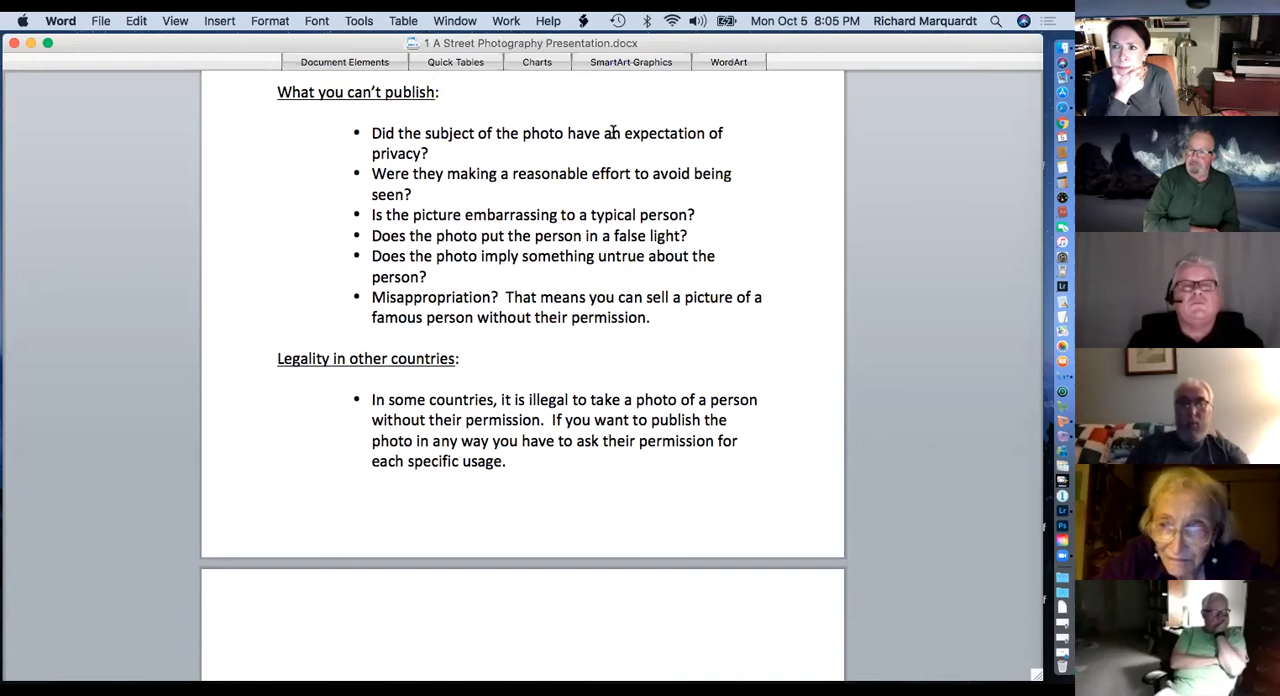 Word File Edit View Insert Format Font Tools Table Window Work Help Mon Oct 5 8:05 PM Richard Marquardt
1 A Street Photography Presentation.docx
Document Elements Quick Tables Charts SmartArt Graphics WordArt
What you can't publish:
• Did the subject of the photo have an expectation of
privacy?
• Were they making a reasonable effort to avoid being
seen?
• Is the picture embarrassing to a typical person?
• Does the photo put the person in a false light?
• Does the photo imply something untrue about the
person?
• Misappropriation? That means you can sell a picture of a
famous person without their permission.
Legality in other countries:
• In some countries, it is illegal to take a photo of a person
without their permission. If you want to publish the
photo in any way you have to ask their permission for
each specific usage.
Lr
Lr
Ps